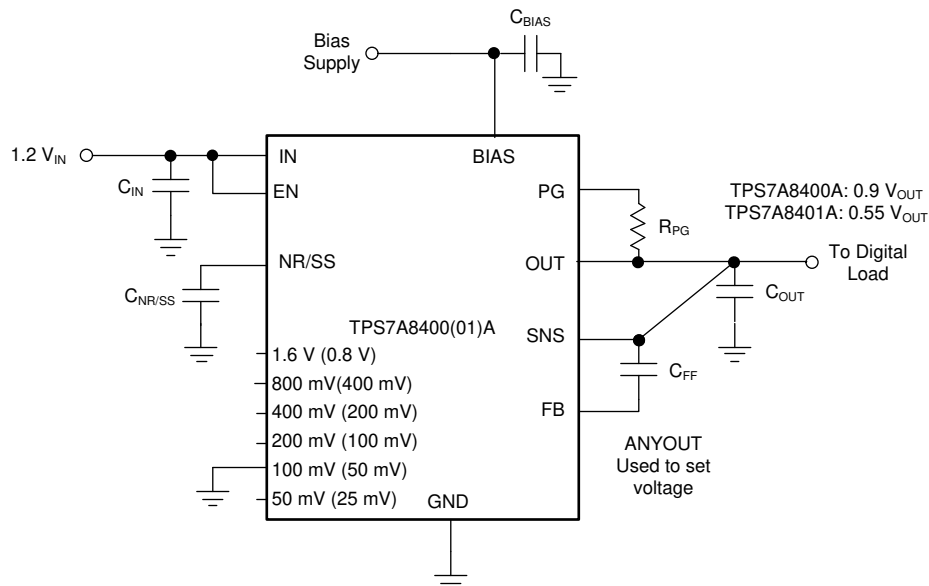 C_BIAS
Bias
Supply
1.2 V_IN
IN
BIAS
C_IN
EN
PG
TPS7A8400A: 0.9 V_OUT
TPS7A8401A: 0.55 V_OUT
R_PG
NR/SS
OUT
To Digital
Load
C_NR/SS
C_OUT
TPS7A8400(01)A
SNS
1.6 V (0.8 V)
C_FF
800 mV(400 mV)
400 mV (200 mV)
FB
200 mV (100 mV)
ANYOUT
Used to set
voltage
100 mV (50 mV)
50 mV (25 mV)
GND